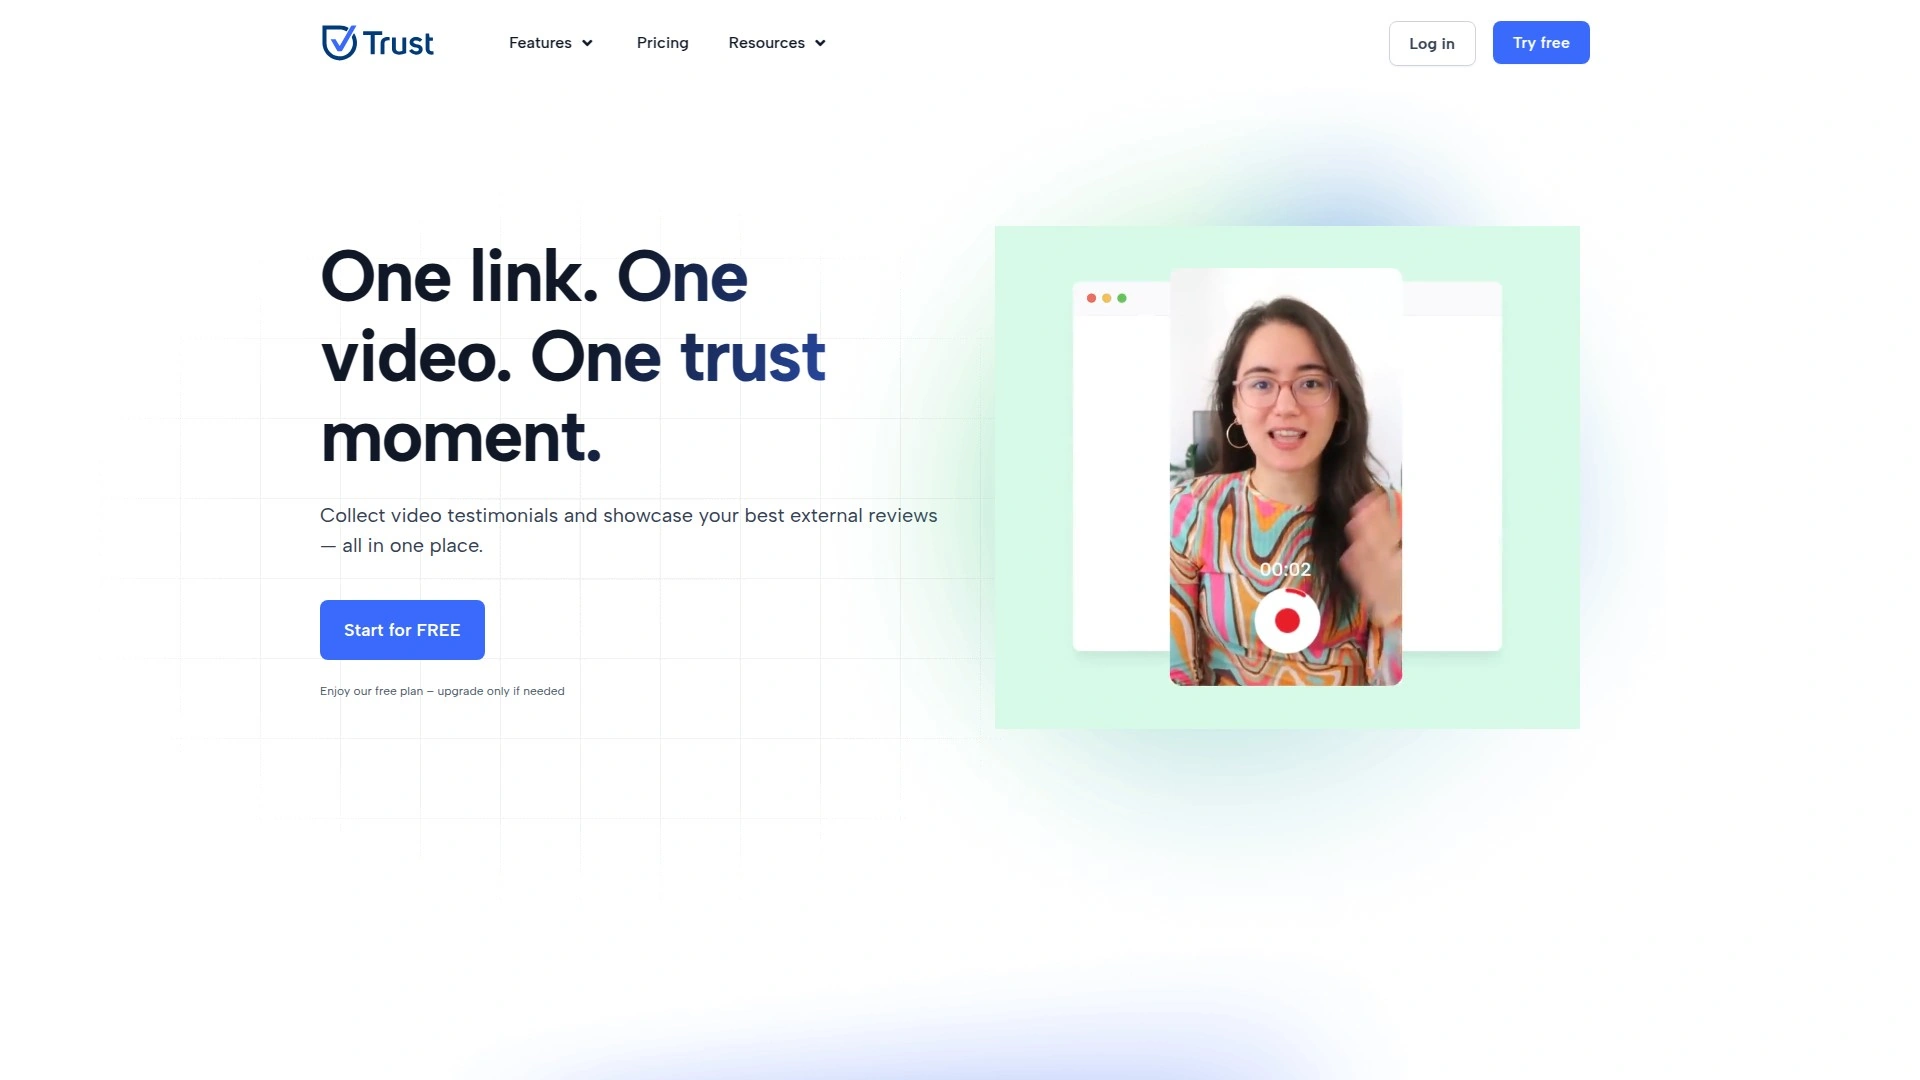 Trust
Features
Pricing
Resources
Log in
Try free
One link. One
video. One trust
moment.
Collect video testimonials and showcase your best external reviews
— all in one place.
Start for FREE
Enjoy our free plan – upgrade only if needed
00:02